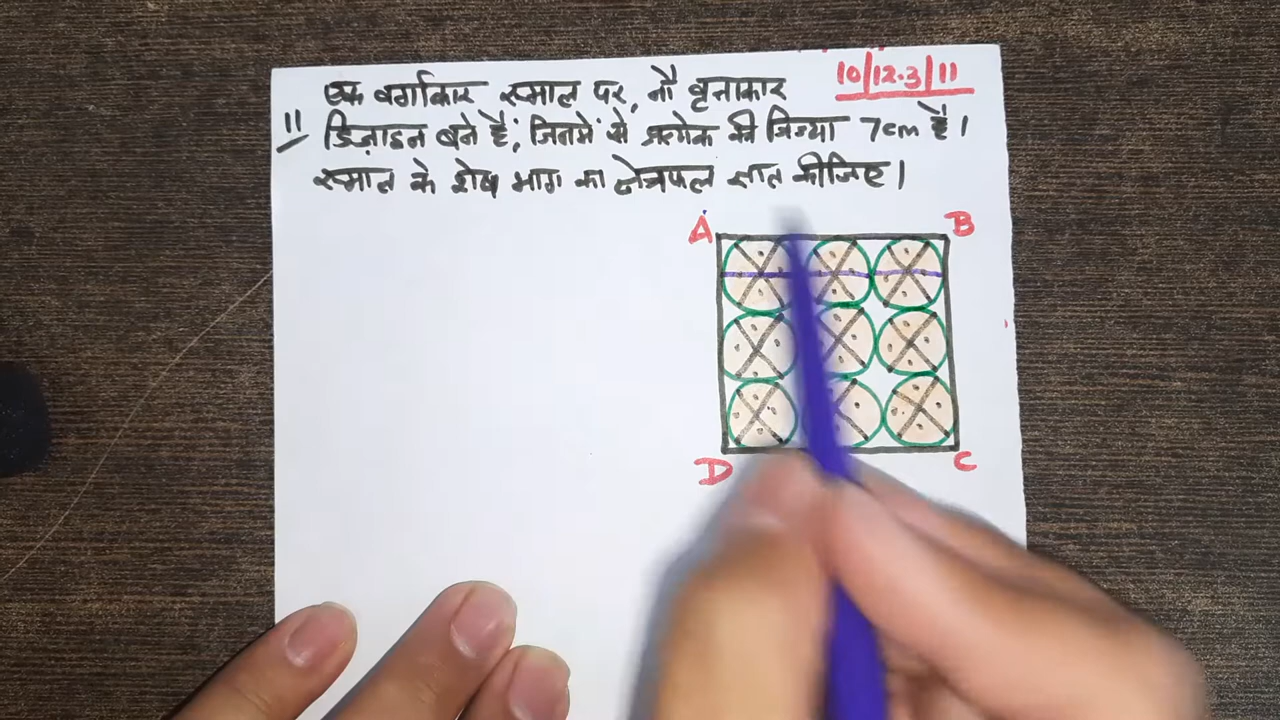 एक वर्गाकार रूमाल पर, नौ वृत्ताकार
10/12.3/11
11 डिज़ाइन बने हैं, जिनमें से प्रत्येक की त्रिज्या 7cm है।
रूमाल के शेष भाग का क्षेत्रफल ज्ञात कीजिए।
A B
D C